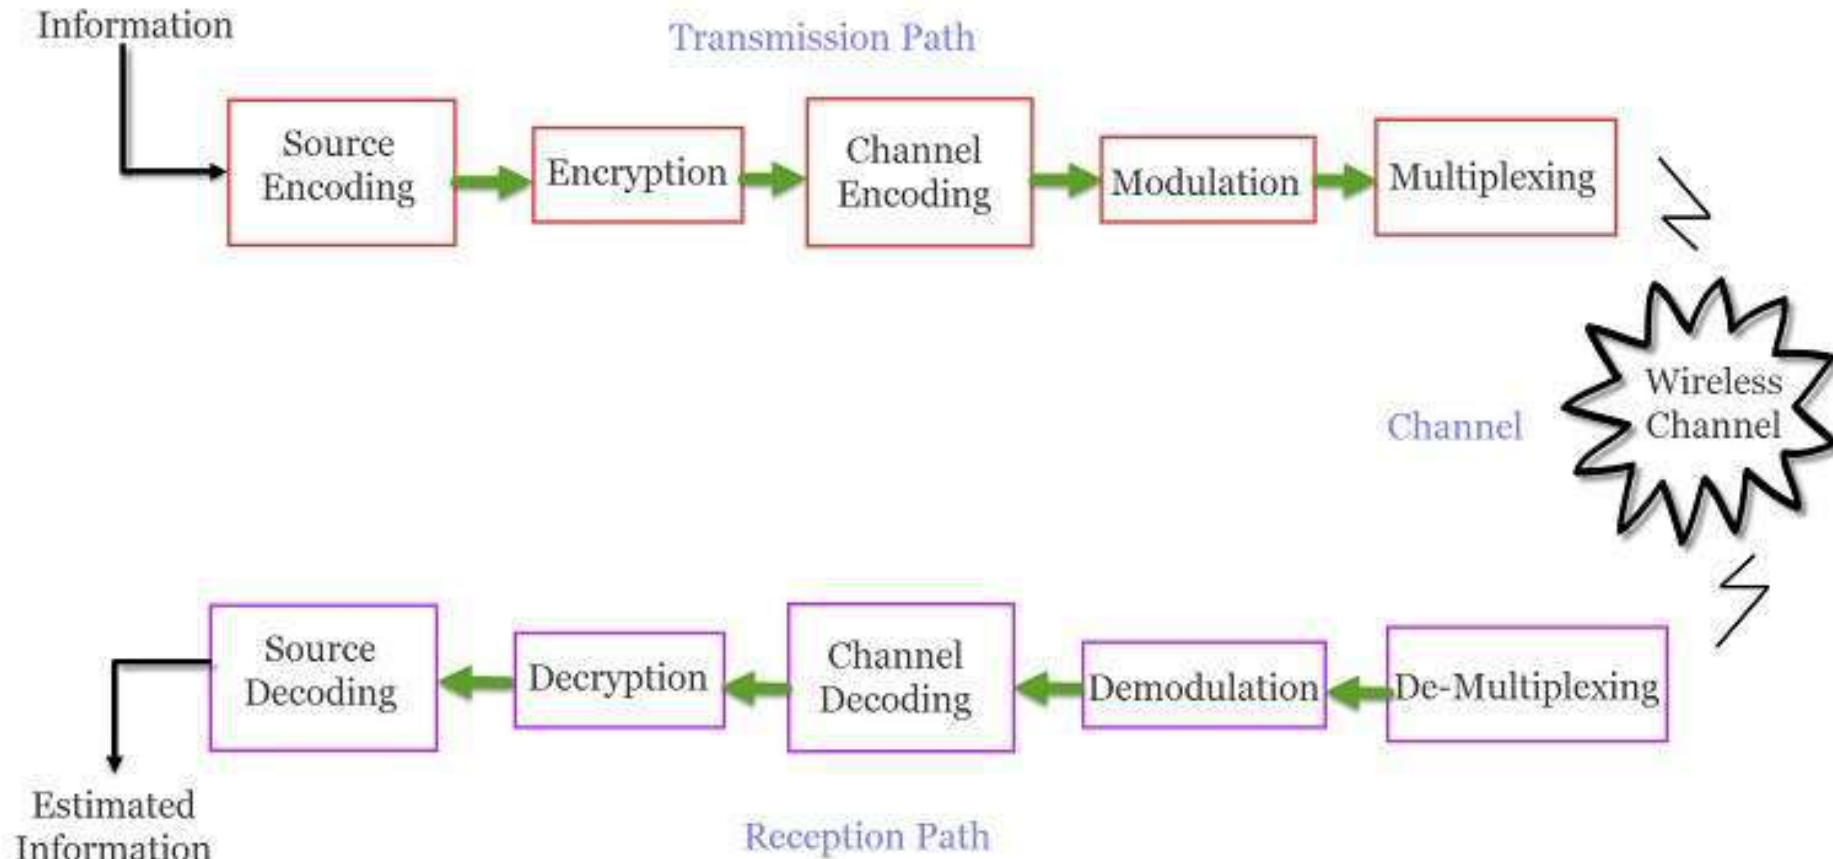 Information
Transmission Path
Source
Encoding
Encryption
Channel
Encoding
Modulation
Multiplexing
Wireless
Channel
Channel
Source
Decoding
Decryption
Channel
Decoding
Demodulation
De-Multiplexing
Estimated
Information
Reception Path